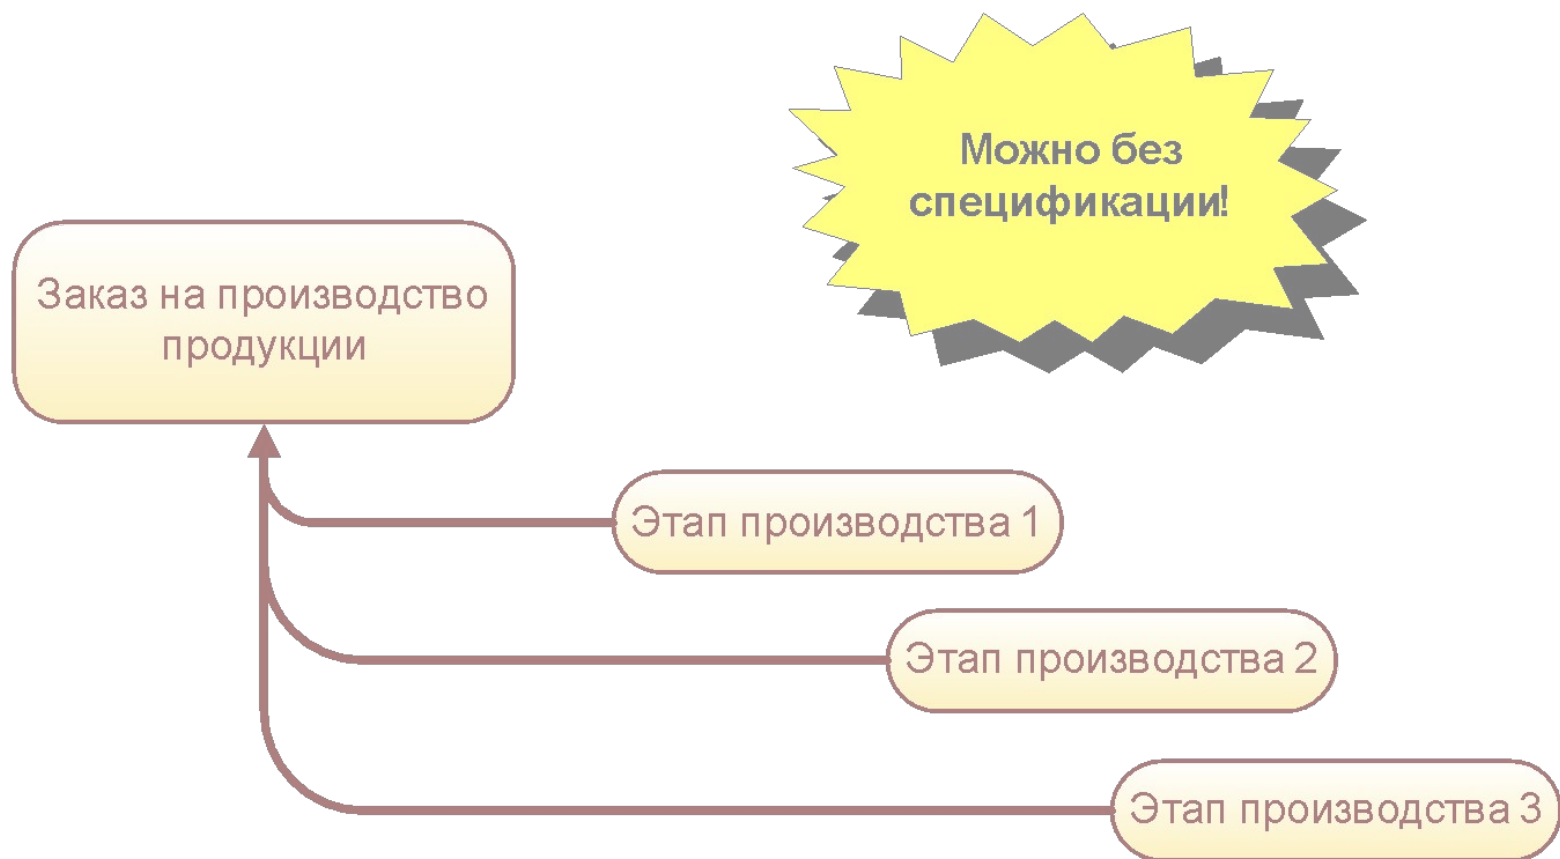 Можно без
спецификации!
Заказ на производство
продукции
Этап производства 1
Этап производства 2
Этап производства 3